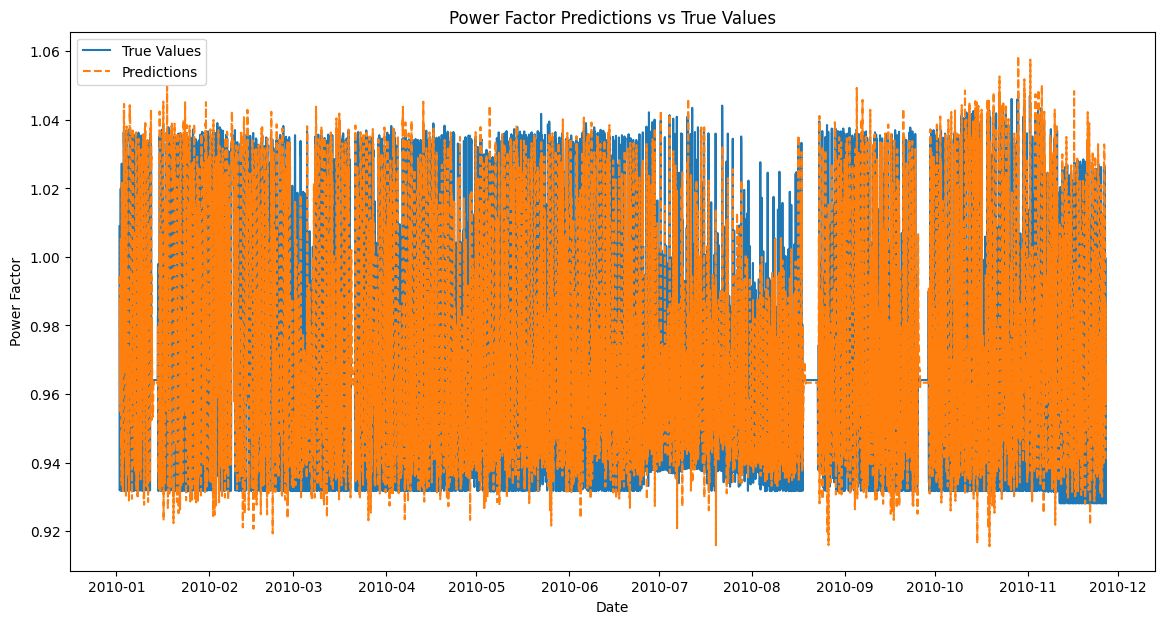 Power Factor Predictions vs True Values
True Values
Predictions
1.06
1.04
1.02
1.00
0.98
0.96
0.94
0.92
Power Factor
2010-01 2010-02 2010-03 2010-04 2010-05 2010-06 2010-07 2010-08 2010-09 2010-10 2010-11 2010-12
Date